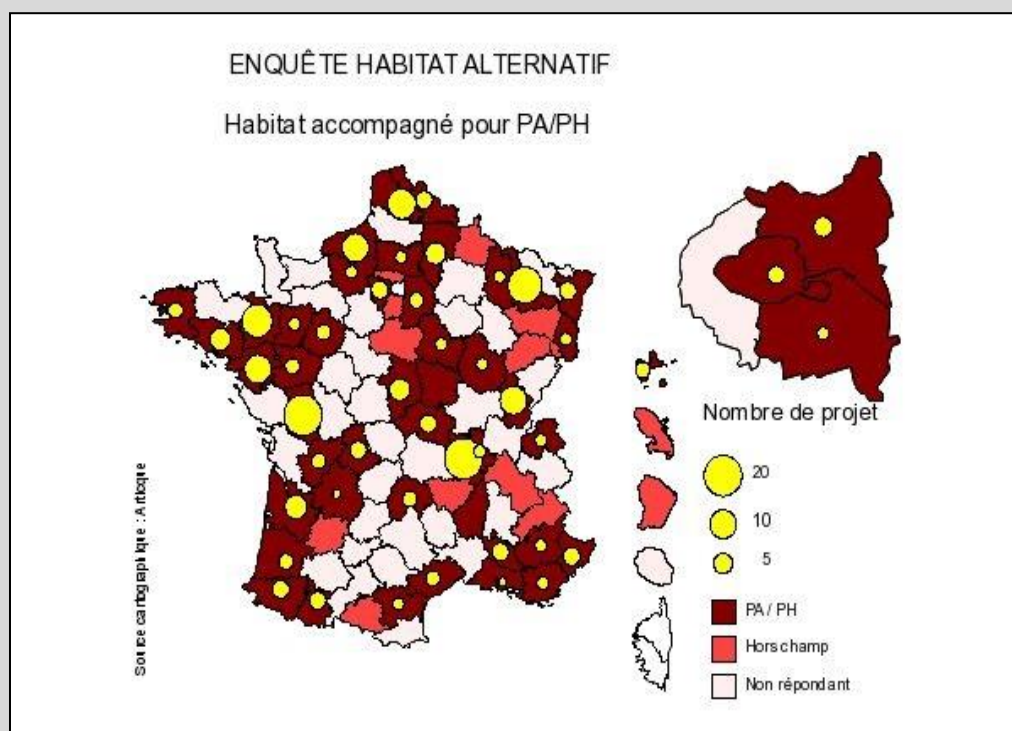 ENQUÊTE HABITAT ALTERNATIF
Habitat accompagné pour PA/PH
Nombre de projet
20
10
5
PA / PH
Hors champ
Non répondant
Source cartographique : Articque